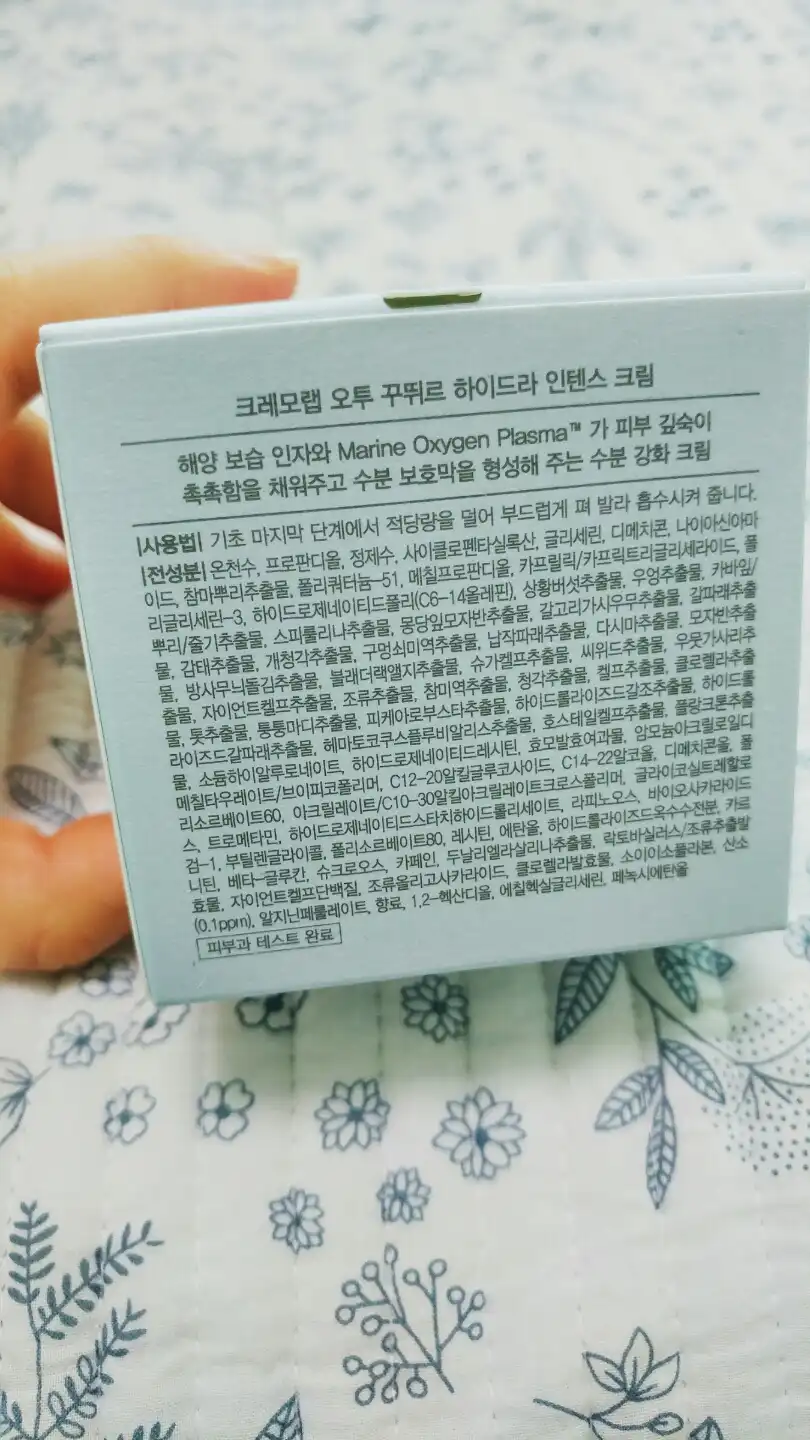 크레모랩 오투 꾸뛰르 하이드라 인텐스 크림
해양 보습 인자와 Marine Oxygen Plasma™ 가 피부 깊숙이
촉촉함을 채워주고 수분 보호막을 형성해 주는 수분 강화 크림
|사용법| 기초 마지막 단계에서 적당량을 덜어 부드럽게 펴 발라 흡수시켜 줍니다.
|전성분| 온천수, 프로판디올, 정제수, 사이클로펜타실록산, 글리세린, 디메치콘, 나이아신아마
이드, 참마뿌리추출물, 폴리쿼터늄-51, 메칠프로판디올, 카프릴릭/카프릭트리글리세라이드, 폴
리글리세린-3, 하이드로제네이티드폴리(C6-14올레핀), 상황버섯추출물, 우엉추출물, 카바잎/
뿌리/줄기추출물, 스피룰리나추출물, 몽당잎모자반추출물, 갈고리가시우무추출물, 갈파래추출
물, 감태추출물, 개청각추출물, 구멍쇠미역추출물, 납작파래추출물, 다시마추출물, 모자반추출
물, 방사무늬돌김추출물, 블래더랙앨지추출물, 슈가켈프추출물, 씨위드추출물, 우뭇가사리추
출물, 자이언트켈프추출물, 조류추출물, 참미역추출물, 청각추출물, 켈프추출물, 클로렐라추출
물, 톳추출물, 퉁퉁마디추출물, 피케아로부스타추출물, 하이드롤라이즈드갈조추출물, 하이드롤
라이즈드갈파래추출물, 헤마토코쿠스플루비알리스추출물, 호스테일켈프추출물, 플랑크톤추출
물, 소듐하이알루로네이트, 하이드로제네이티드레시틴, 효모발효여과물, 암모늄아크릴로일디
메칠타우레이트/브이피코폴리머, C12-20알킬글루코사이드, C14-22알코올, 디메치콘올, 폴
리소르베이트60, 아크릴레이트/C10-30알킬아크릴레이트크로스폴리머, 글라이코실트레할로
스, 트로메타민, 하이드로제네이티드스타치하이드롤리세이트, 라피노오스, 바이오사카라이드
검-1, 부틸렌글라이콜, 폴리소르베이트80, 레시틴, 에탄올, 하이드롤라이즈드옥수수전분, 카르
니틴, 베타-글루칸, 슈크로오스, 카페인, 두날리엘라살리나추출물, 락토바실러스/조류추출발
효물, 자이언트켈프단백질, 조류올리고사카라이드, 클로렐라발효물, 소이아이소플라본, 산소
(0.1ppm), 알지닌페룰레이트, 향료, 1,2-헥산디올, 에칠헥실글리세린, 페녹시에탄올
피부과 테스트 완료